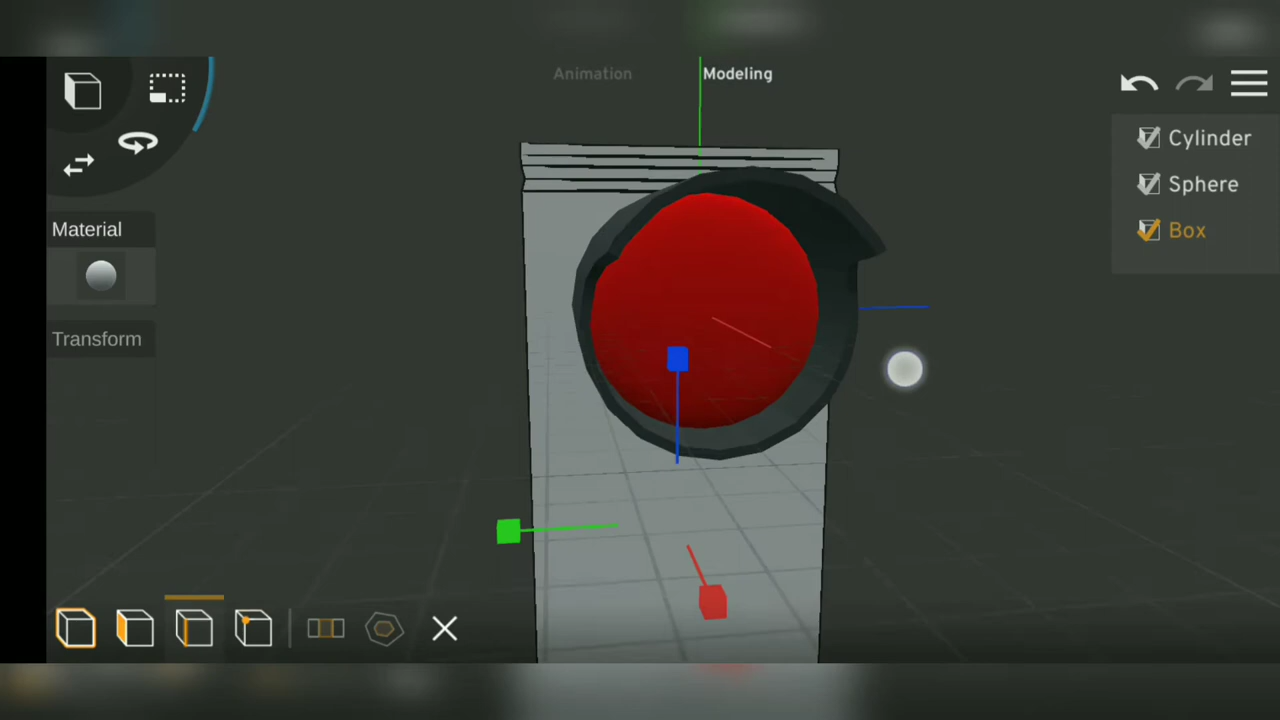 Animation
Modeling
Cylinder
Sphere
Box
Material
Transform